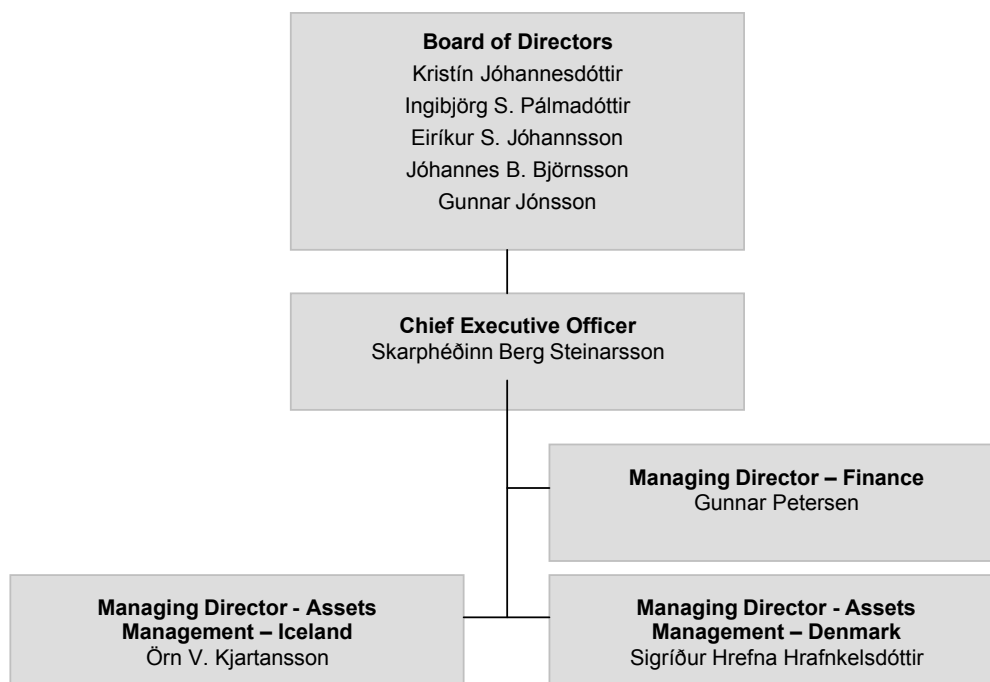 Board of Directors
Kristín Jóhannesdóttir
Ingibjörg S. Pálmadóttir
Eiríkur S. Jóhannsson
Jóhannes B. Björnsson
Gunnar Jónsson
Chief Executive Officer
Skarphéðinn Berg Steinarsson
Managing Director – Finance
Gunnar Petersen
Managing Director - Assets
Management – Iceland
Örn V. Kjartansson
Managing Director - Assets
Management – Denmark
Sigríður Hrefna Hrafnkelsdóttir